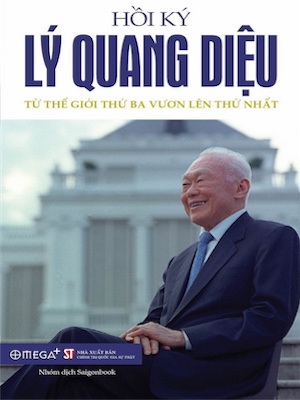 HỒI KÝ
LÝ QUANG DIỆU
TỪ THẾ GIỚI THỨ BA VƯƠN LÊN THỨ NHẤT
OMEGA+
ST
NHÀ XUẤT BẢN
CHÍNH TRỊ QUỐC GIA SỰ THẬT
Nhóm dịch Saigonbook